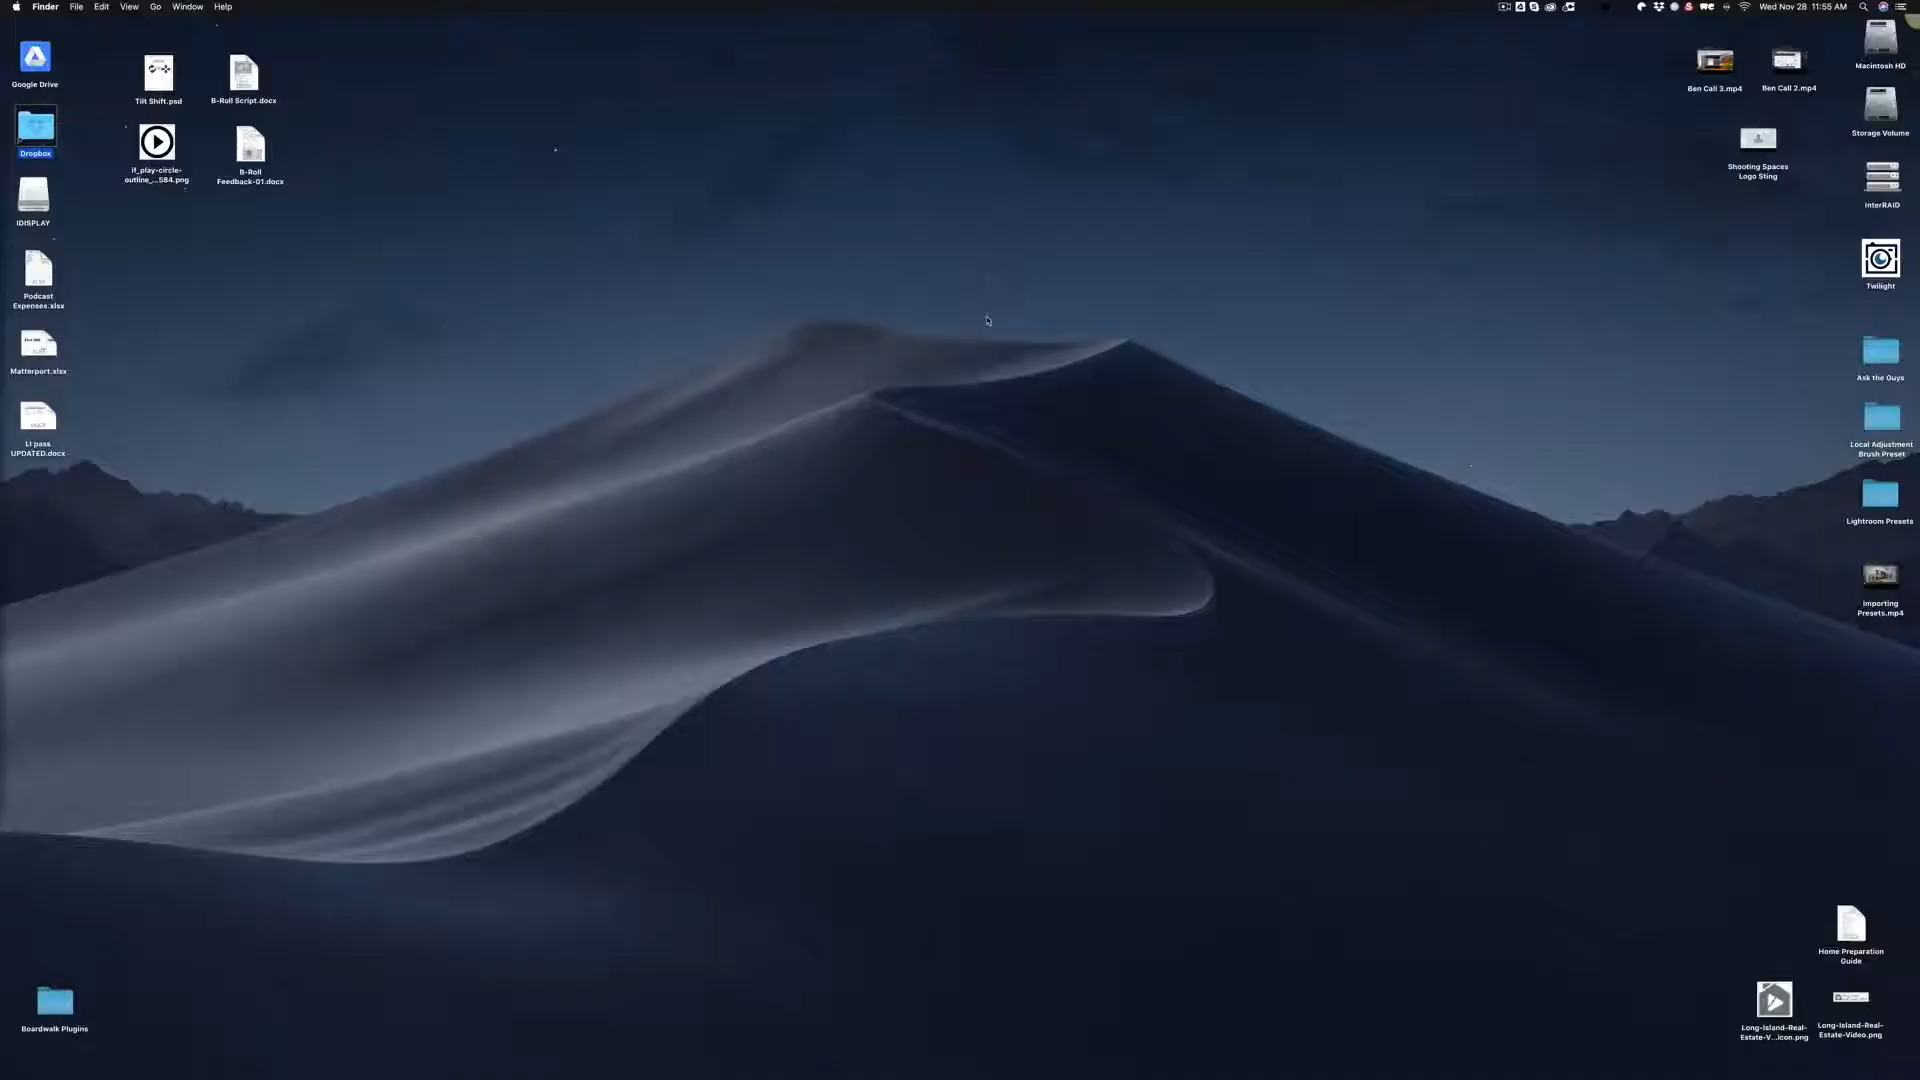 Finder File Edit View Go Window Help
Wed Nov 28 11:55 AM
Google Drive
Tilt Shift.psd
B-Roll Script.docx
Dropbox
if_play-circle-
outline_...584.png
B-Roll
Feedback-01.docx
IDISPLAY
Podcast
Expenses.xlsx
Matterport.xlsx
LI pass
UPDATED.docx
Boardwalk Plugins
Ben Call 3.mp4
Ben Call 2.mp4
Macintosh HD
Storage Volume
Shooting Spaces
Logo Sting
InterRAID
Twilight
Ask the Guys
Local Adjustment
Brush Preset
Lightroom Presets
Importing
Presets.mp4
Home Preparation
Guide
Long-Island-Real-
Estate-V...icon.png
Long-Island-Real-
Estate-Video.png